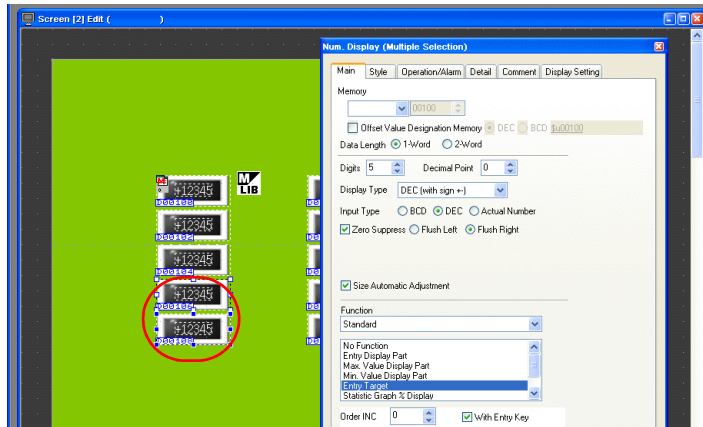 Screen [2] Edit ( )
Num. Display (Multiple Selection)
Main Style Operation/Alarm Detail Comment Display Setting
Memory
00100
Offset Value Designation Memory DEC BCD $u00100
Data Length 1-Word 2-Word
Digits 5 Decimal Point 0
Display Type DEC (with sign +-)
Input Type BCD DEC Actual Number
Zero Suppress Flush Left Flush Right
Size Automatic Adjustment
Function
Standard
No Function
Entry Display Part
Max. Value Display Part
Min. Value Display Part
Entry Target
Statistic Graph % Display
Order INC 0 With Entry Key
M
LIB
+12345
D00100
+12345
+12345
D00104
+12345
D00106
+12345
D00108